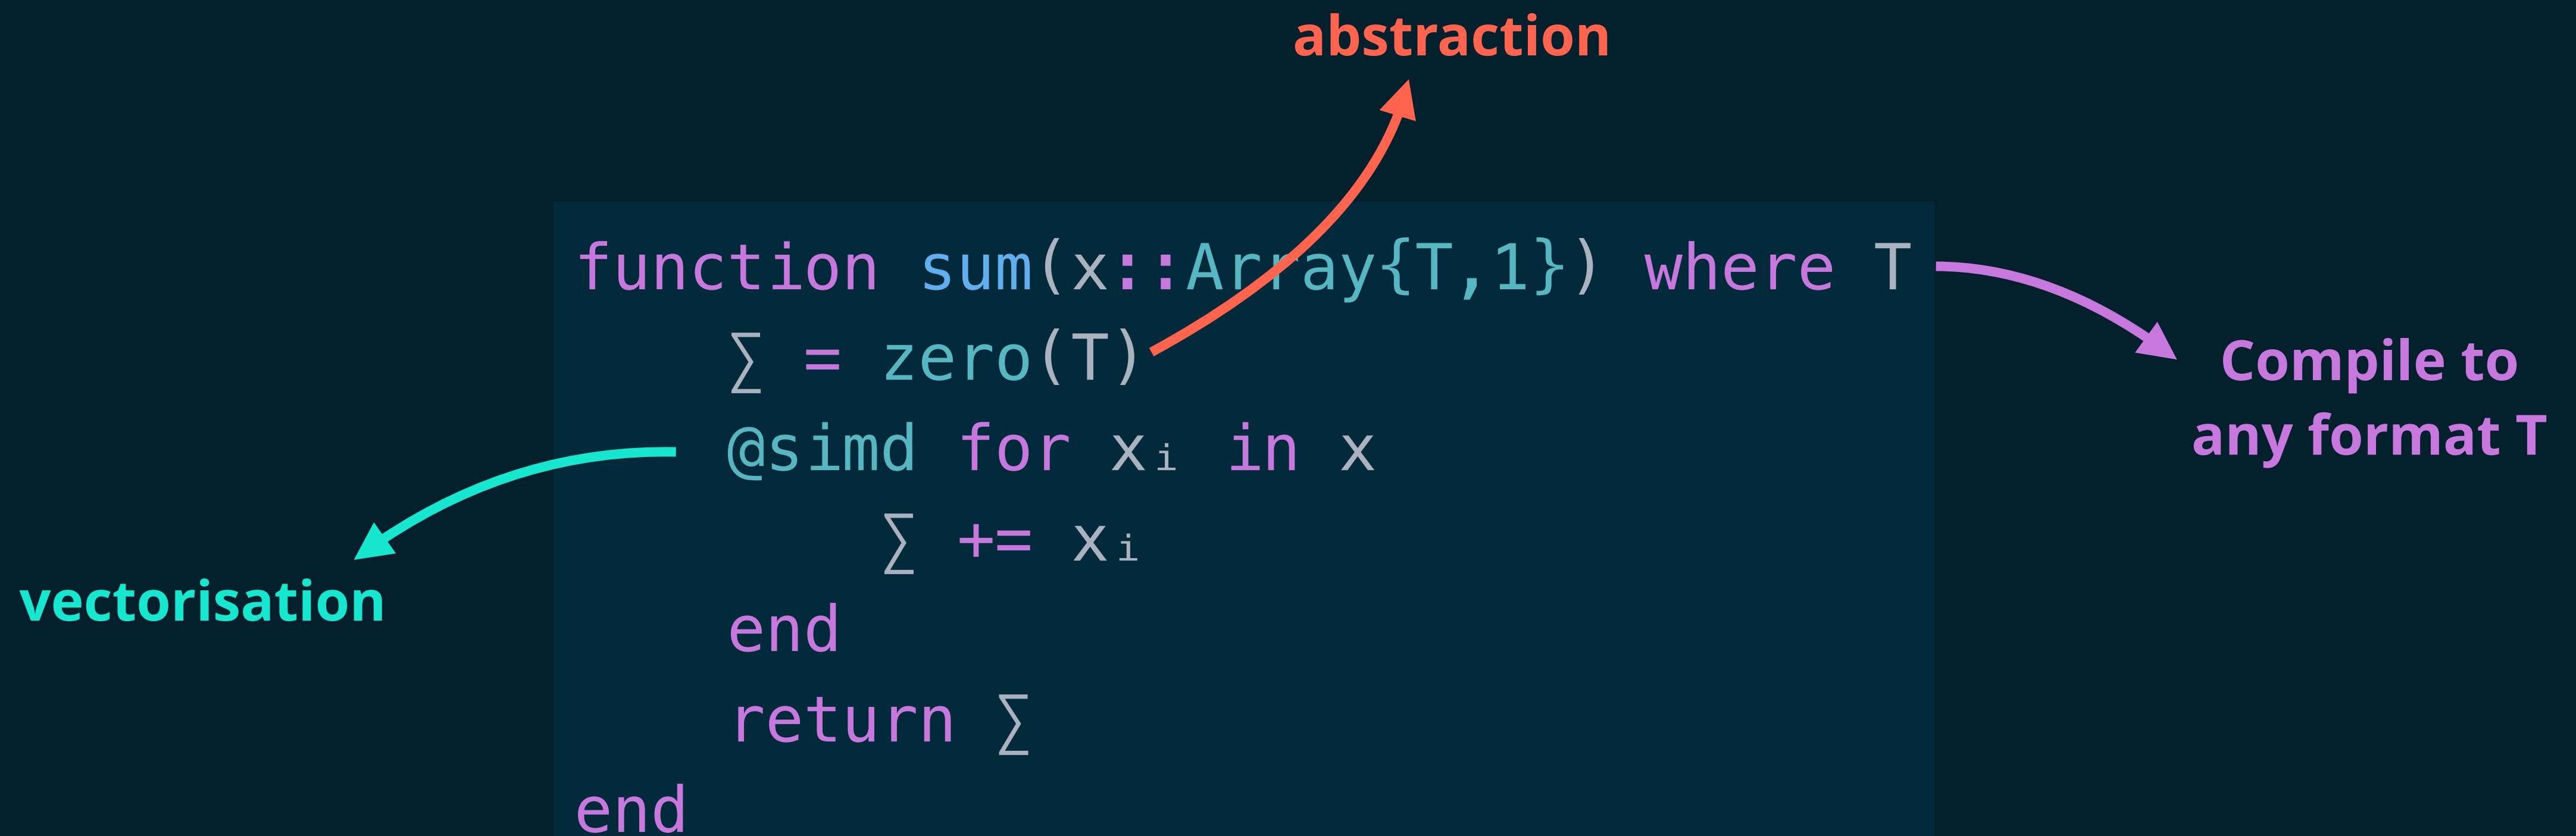 abstraction
function sum(x::Array{T,1}) where T
    ∑ = zero(T)
    @simd for xᵢ in x
        ∑ += xᵢ
    end
    return ∑
end
Compile to
any format T
vectorisation